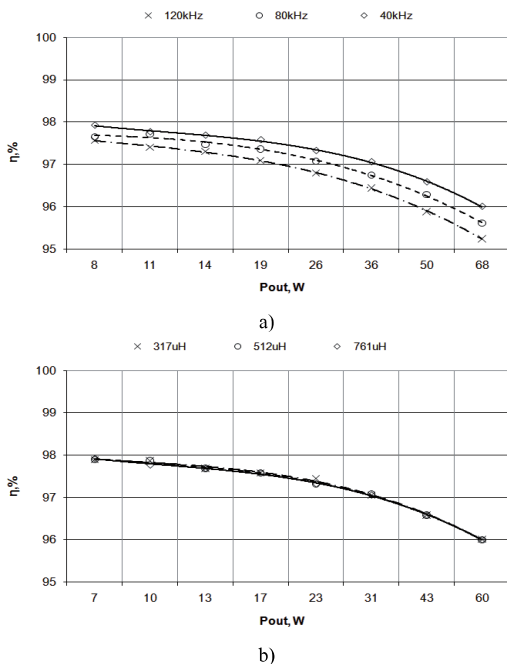 120kHz 80kHz 40kHz
100
99
98
97
96
95
η,%
8 11 14 19 26 36 50 68
Pout, W
a)
317uH 512uH 761uH
100
99
98
97
96
95
η,%
7 10 13 17 23 31 43 60
Pout, W
b)